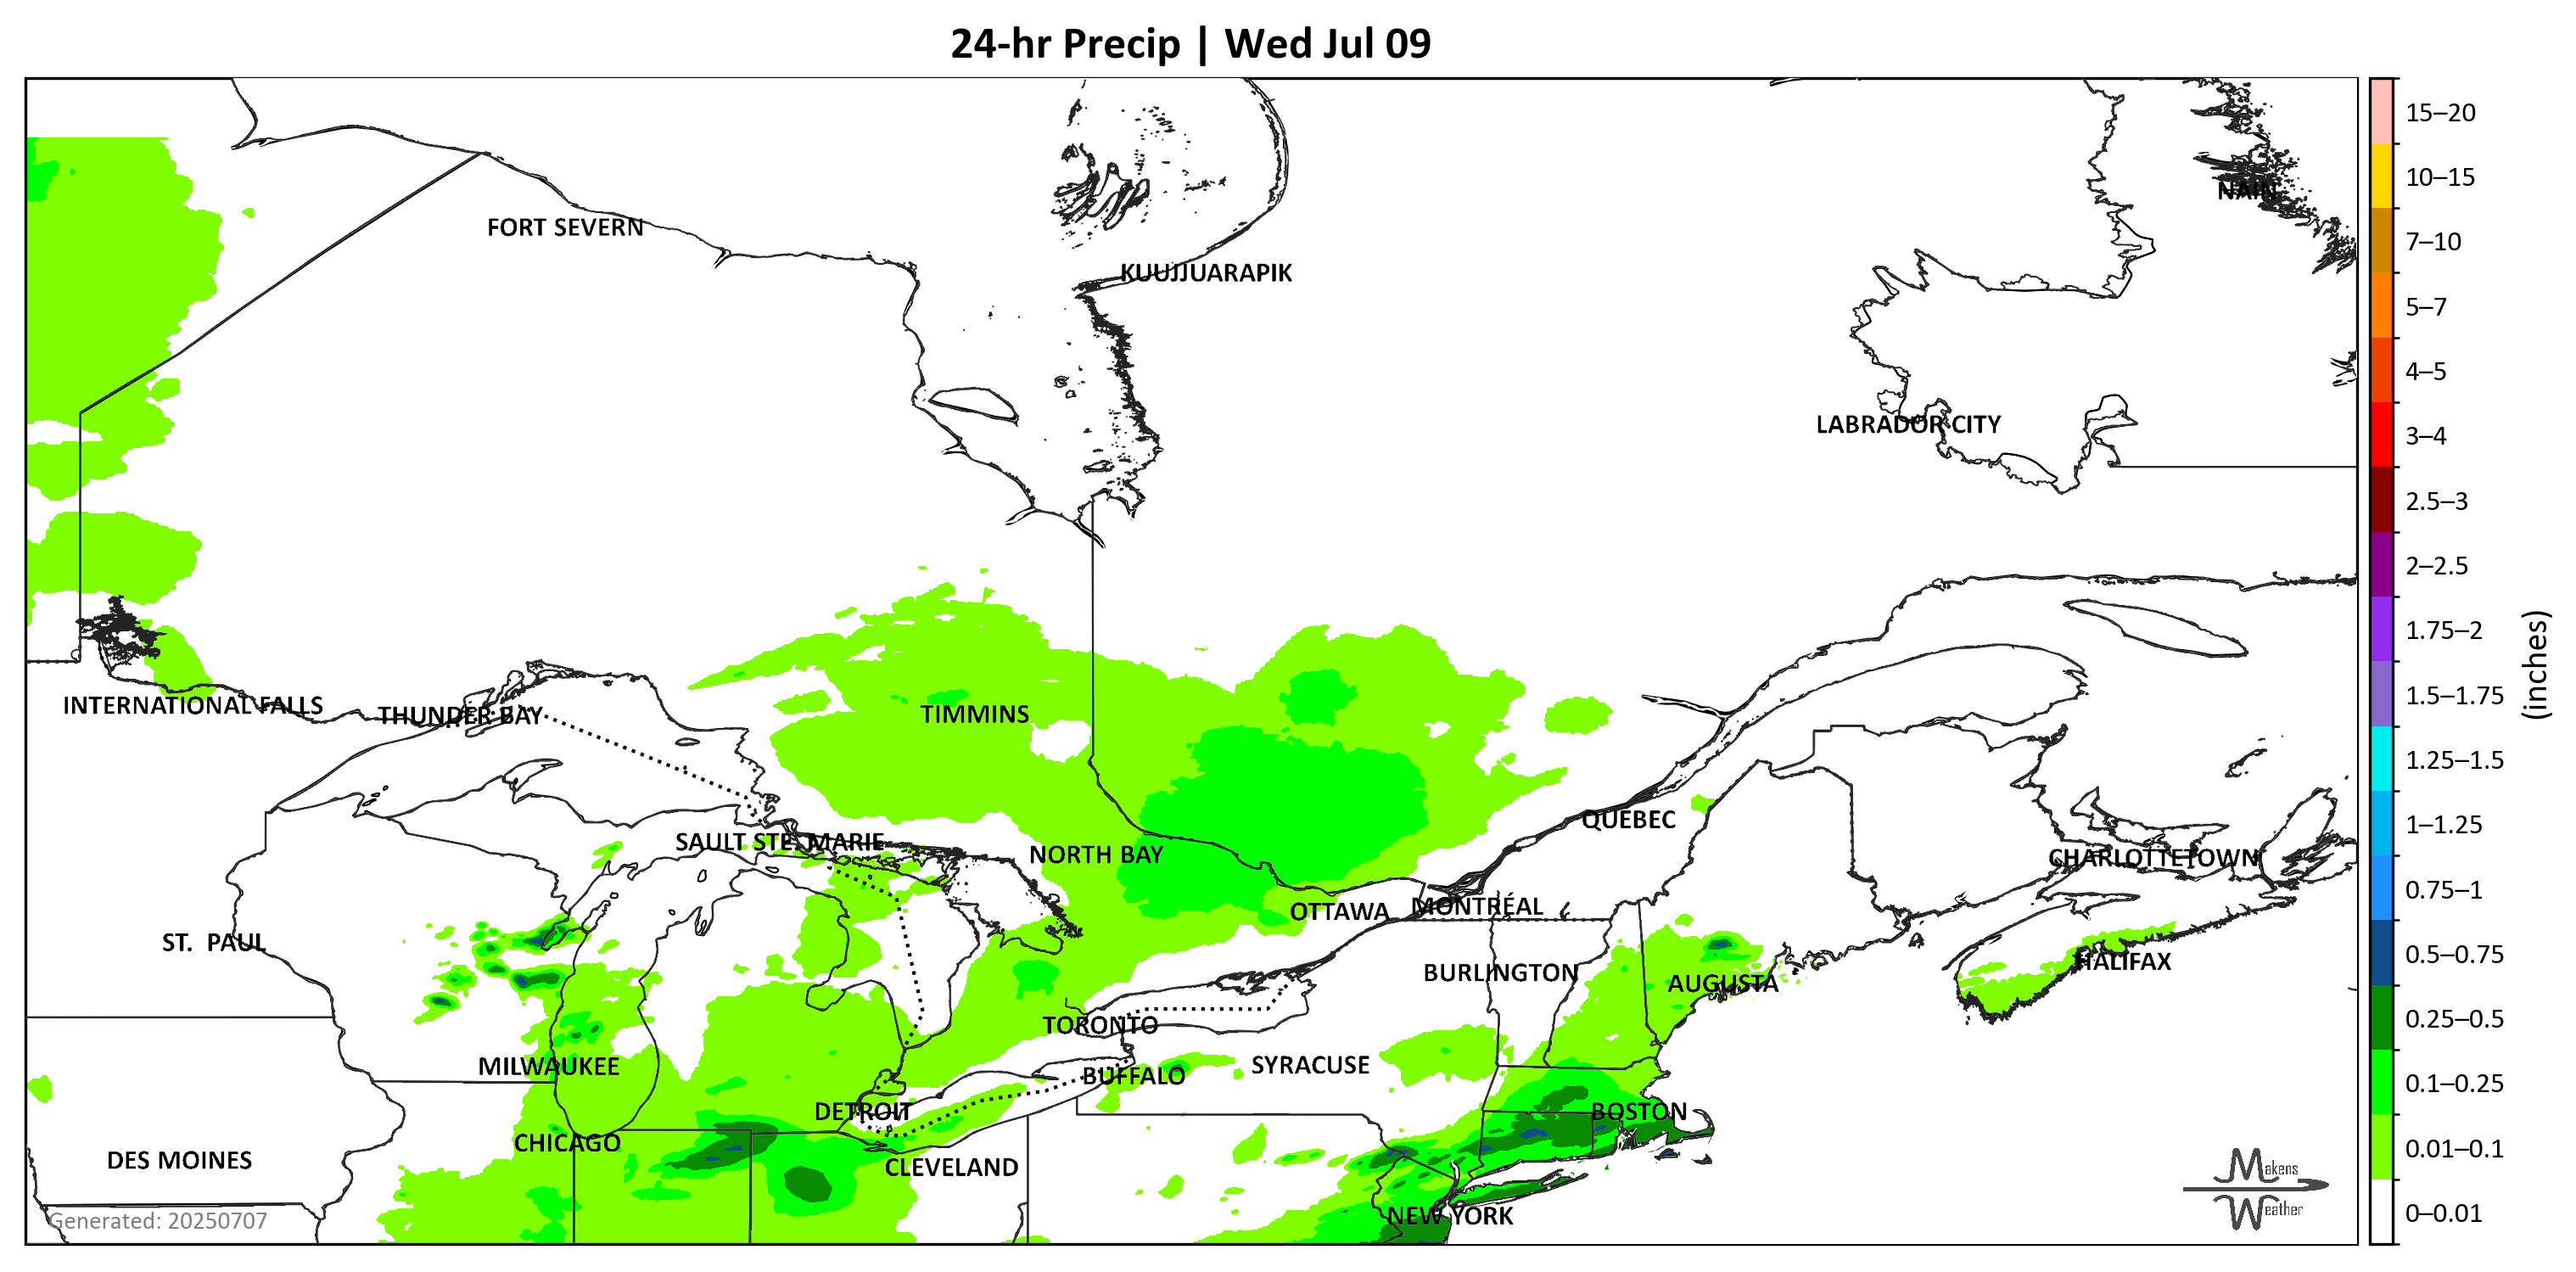 24-hr Precip | Wed Jul 09
15–20
10–15
NAIN
FORT SEVERN
7–10
KUUJJUARAPIK
5–7
4–5
LABRADOR CITY
3–4
2.5–3
2–2.5
1.75–2
(inches)
INTERNATIONAL FALLS
THUNDER BAY
TIMMINS
1.5–1.75
1.25–1.5
QUEBEC
1–1.25
SAULT STE. MARIE
NORTH BAY
CHARLOTTETOWN
0.75–1
OTTAWA
MONTRÉAL
ST. PAUL
BURLINGTON
AUGUSTA
HALIFAX
0.5–0.75
TORONTO
0.25–0.5
MILWAUKEE
BUFFALO
SYRACUSE
DETROIT
BOSTON
0.1–0.25
CHICAGO
DES MOINES
CLEVELAND
0.01–0.1
Makens
Weather
Generated: 20250707
NEW YORK
0–0.01